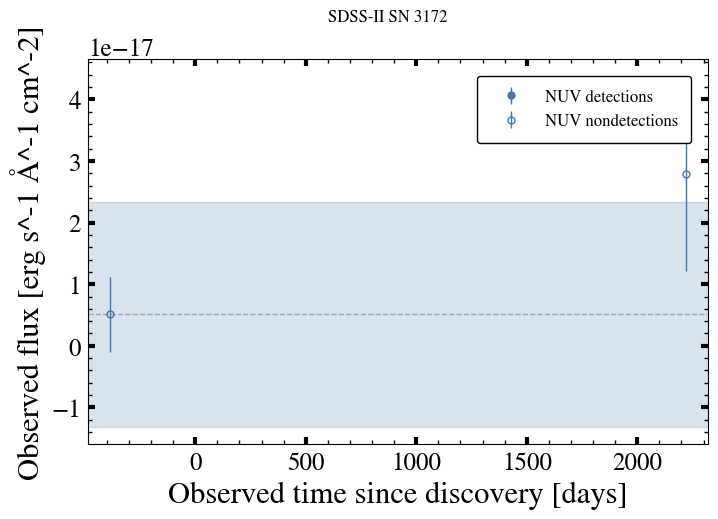 SDSS-II SN 3172
1e−17
NUV detections
NUV nondetections
4
3
2
1
0
−1
0 500 1000 1500 2000
Observed time since discovery [days]
Observed flux [erg s^-1 Å^-1 cm^-2]